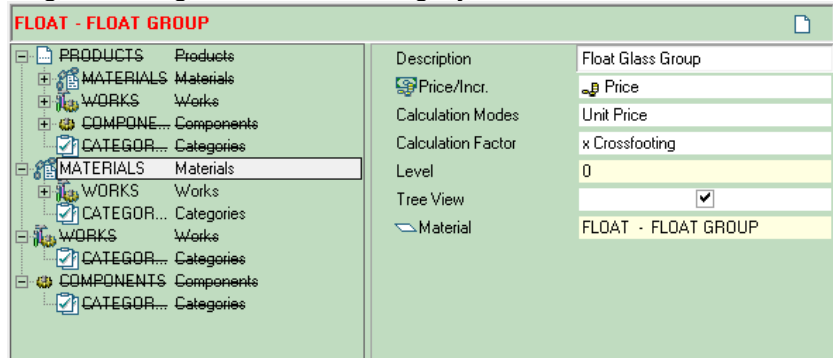 FLOAT - FLOAT GROUP
PRODUCTS Products
MATERIALS Materials
WORKS Works
COMPONE... Components
CATEGOR... Categories
MATERIALS Materials
WORKS Works
CATEGOR... Categories
WORKS Works
CATEGOR... Categories
COMPONENTS Components
CATEGOR... Categories
Description Float Glass Group
Price/Incr. Price
Calculation Modes Unit Price
Calculation Factor x Crossfooting
Level 0
Tree View
Material FLOAT - FLOAT GROUP